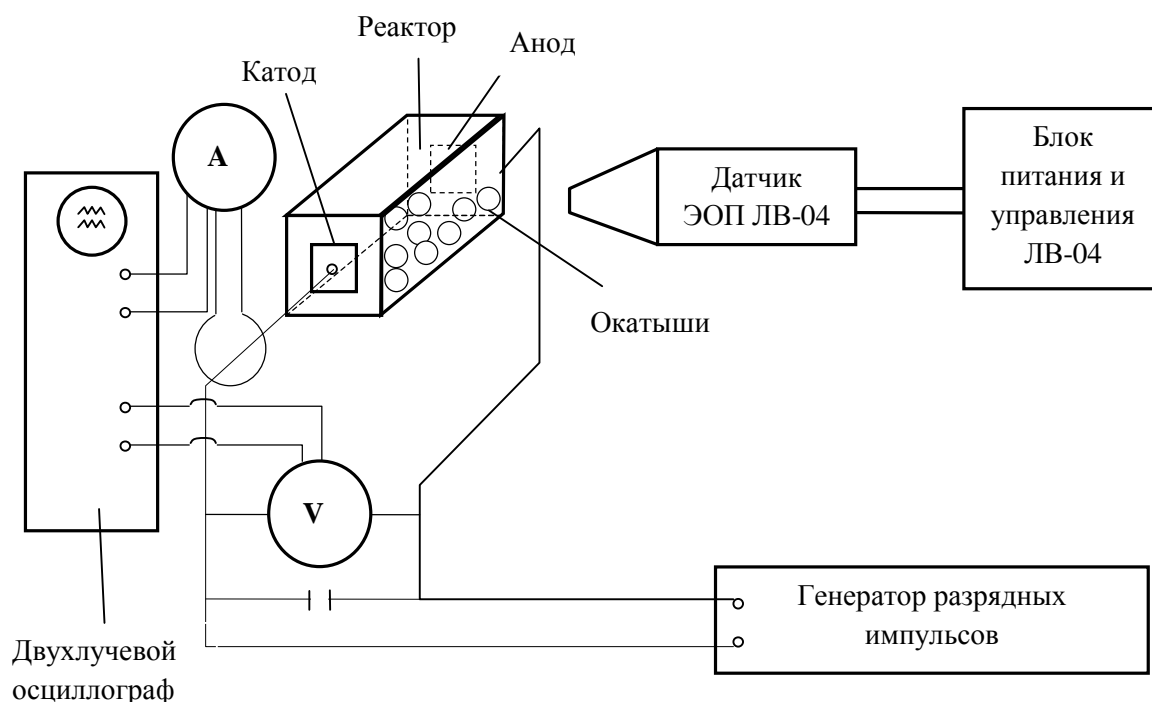 Реактор
Анод
Катод
A
Датчик
ЭОП ЛВ-04
Блок
питания и
управления
ЛВ-04
Окатыши
V
Генератор разрядных
импульсов
Двухлучевой
осциллограф